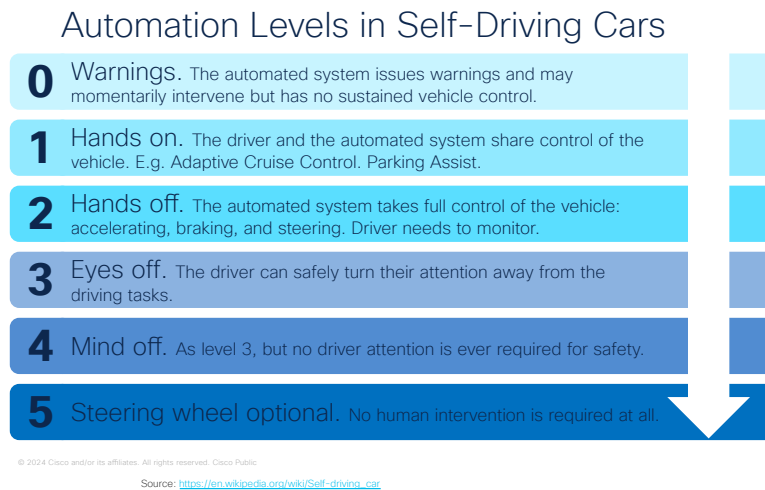 Automation Levels in Self-Driving Cars
0 Warnings. The automated system issues warnings and may
momentarily intervene but has no sustained vehicle control.
1 Hands on. The driver and the automated system share control of the
vehicle. E.g. Adaptive Cruise Control. Parking Assist.
2 Hands off. The automated system takes full control of the vehicle:
accelerating, braking, and steering. Driver needs to monitor.
3 Eyes off. The driver can safely turn their attention away from the
driving tasks.
4 Mind off. As level 3, but no driver attention is ever required for safety.
5 Steering wheel optional. No human intervention is required at all.
© 2024 Cisco and/or its affiliates. All rights reserved. Cisco Public
Source: https://en.wikipedia.org/wiki/Self-driving_car